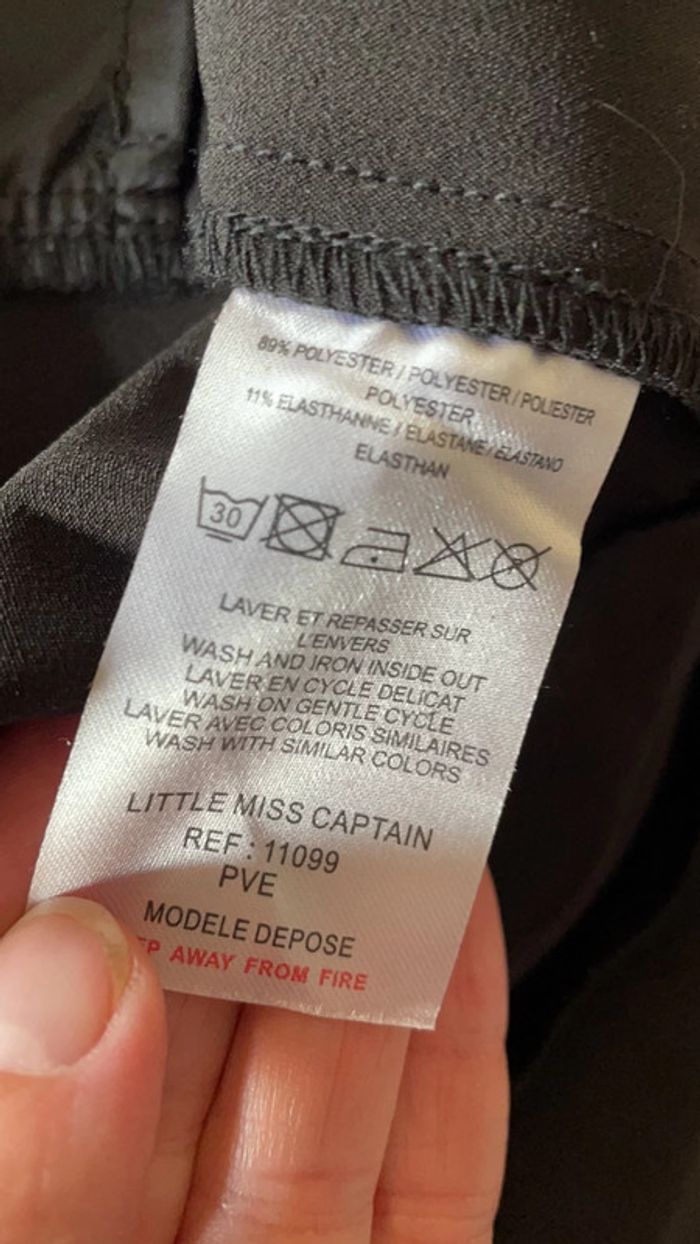 89% POLYESTER / POLYESTER / POLIESTER
POLYESTER
11% ELASTHANNE / ELASTANE / ELASTANO
ELASTHAN
30
LAVER ET REPASSER SUR
L'ENVERS
WASH AND IRON INSIDE OUT
LAVER EN CYCLE DELICAT
WASH ON GENTLE CYCLE
LAVER AVEC COLORIS SIMILAIRES
WASH WITH SIMILAR COLORS
LITTLE MISS CAPTAIN
REF : 11099
PVE
MODELE DEPOSE
AWAY FROM FIRE